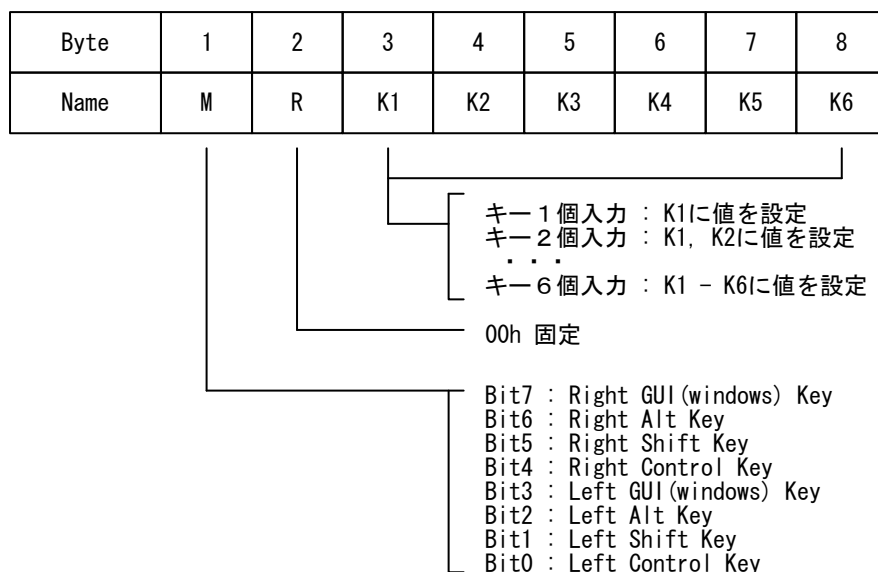 Byte 1 2 3 4 5 6 7 8
Name M R K1 K2 K3 K4 K5 K6
キー１個入力 : K1に値を設定
キー２個入力 : K1, K2に値を設定
・・・
キー６個入力 : K1 - K6に値を設定
00h 固定
Bit7 : Right GUI(windows) Key
Bit6 : Right Alt Key
Bit5 : Right Shift Key
Bit4 : Right Control Key
Bit3 : Left GUI(windows) Key
Bit2 : Left Alt Key
Bit1 : Left Shift Key
Bit0 : Left Control Key